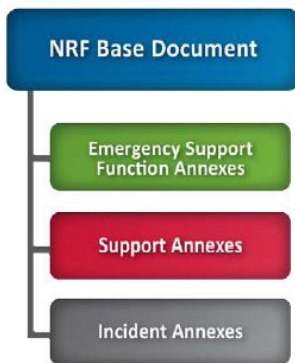 NRF Base Document
Emergency Support
Function Annexes
Support Annexes
Incident Annexes